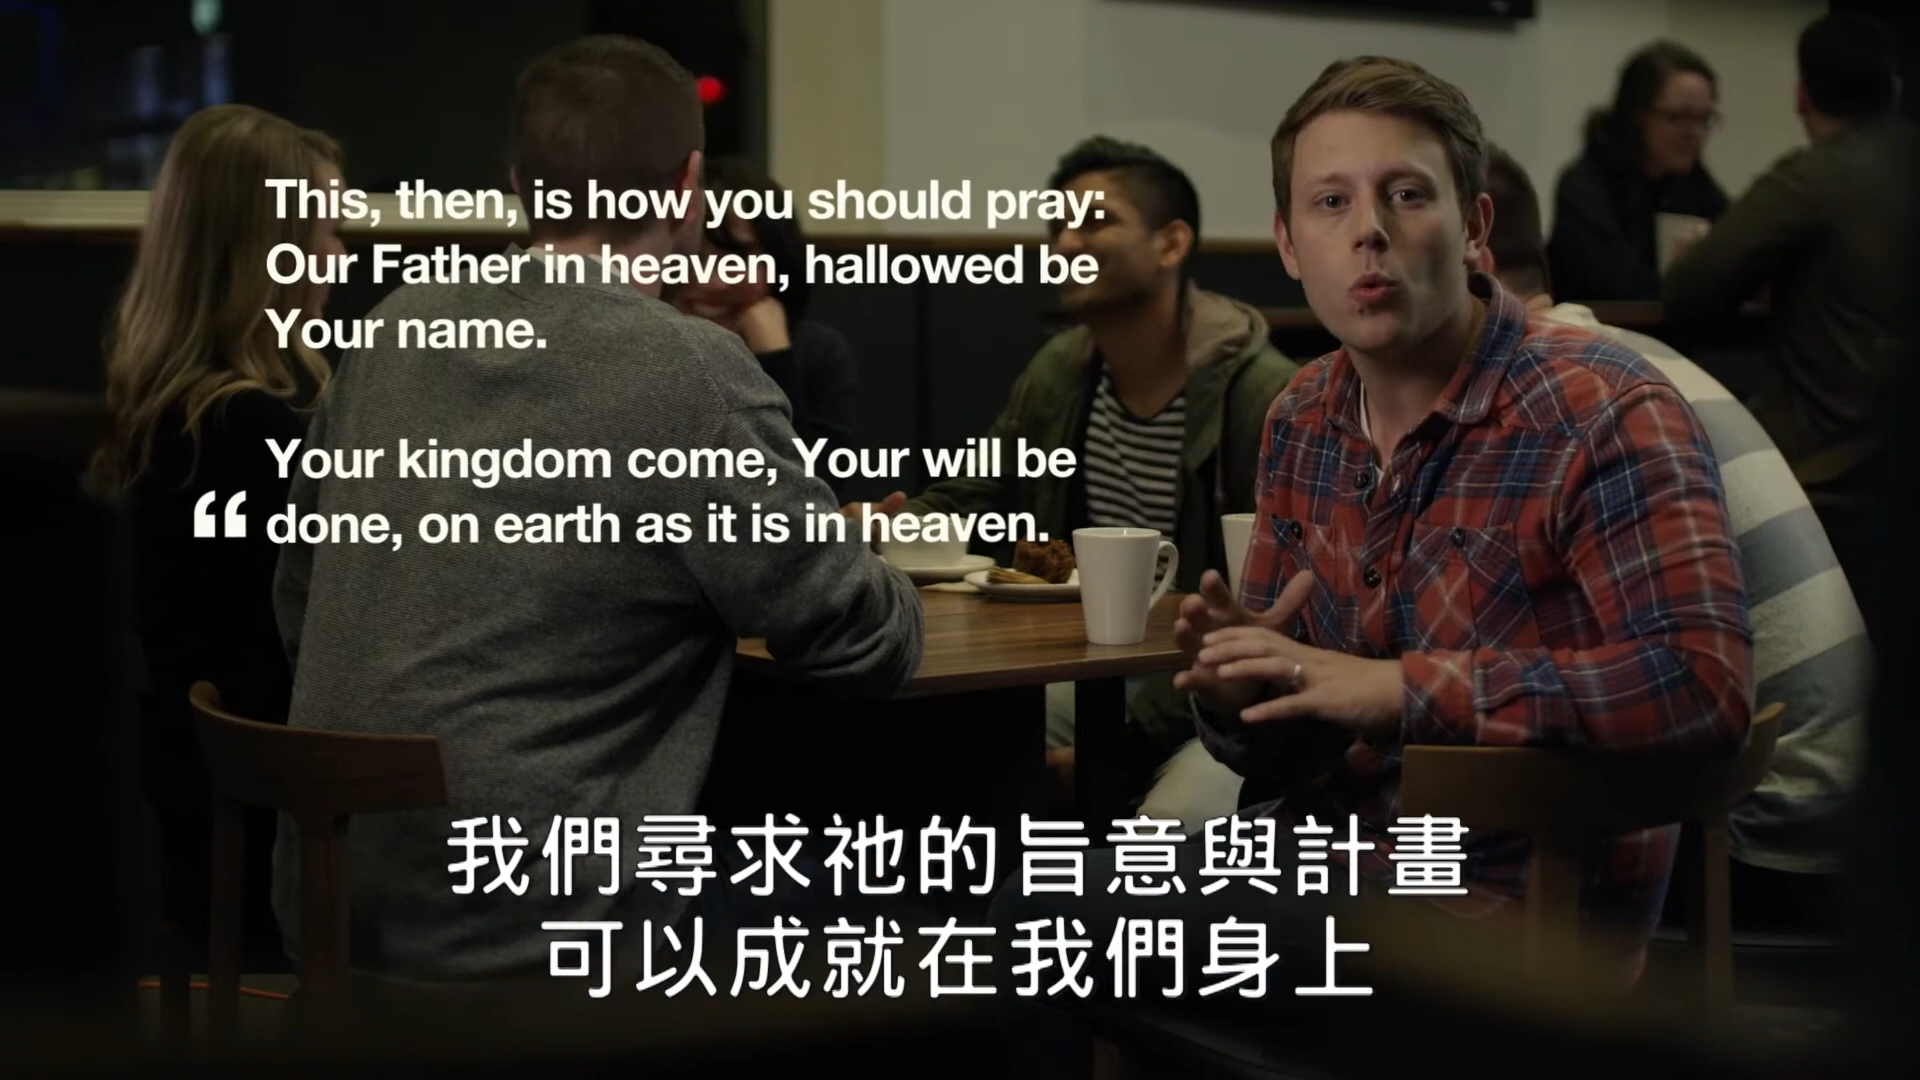 This, then, is how you should pray:
Our Father in heaven, hallowed be
Your name.
Your kingdom come, Your will be
“ done, on earth as it is in heaven.
我們尋求祂的旨意與計畫
可以成就在我們身上